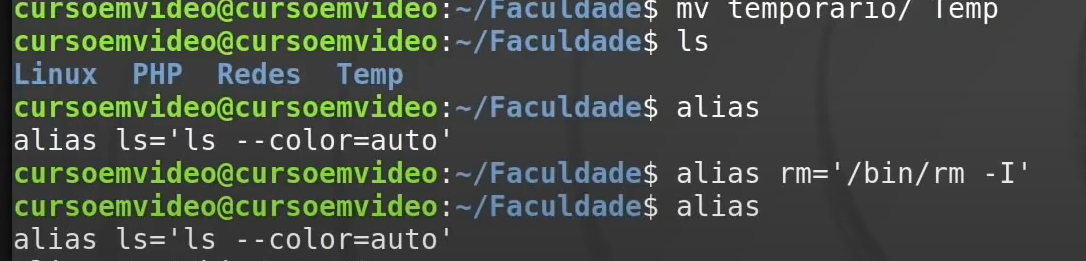 cursoemvideo@cursoemvideo:~/Faculdade$ mv temporario/ Temp
cursoemvideo@cursoemvideo:~/Faculdade$ ls
Linux  PHP  Redes  Temp
cursoemvideo@cursoemvideo:~/Faculdade$ alias
alias ls='ls --color=auto'
cursoemvideo@cursoemvideo:~/Faculdade$ alias rm='/bin/rm -I'
cursoemvideo@cursoemvideo:~/Faculdade$ alias
alias ls='ls --color=auto'